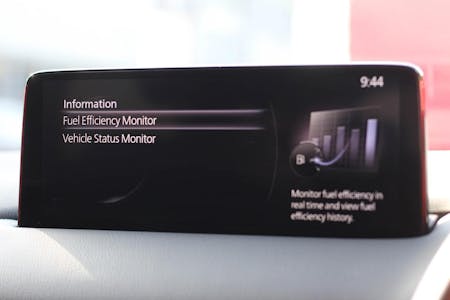 9:44
Information
Fuel Efficiency Monitor
Vehicle Status Monitor
Monitor fuel efficiency in
real time and view fuel
efficiency history.